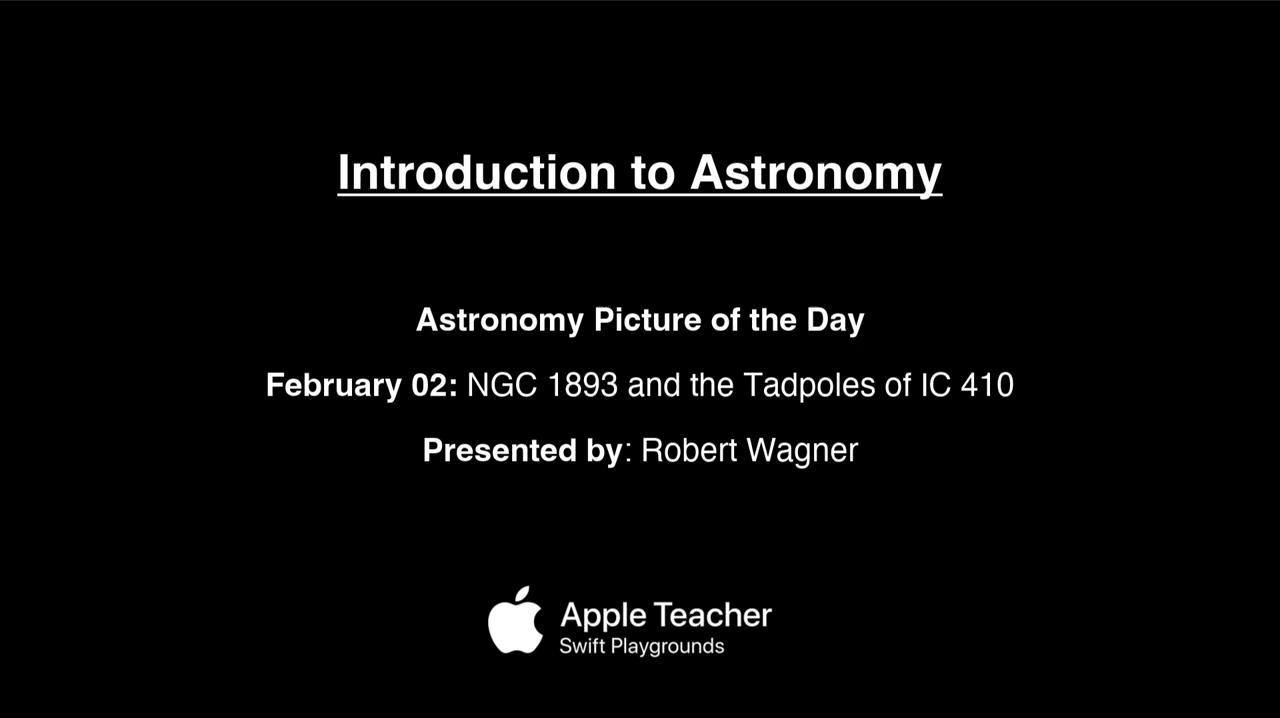 Introduction to Astronomy
Astronomy Picture of the Day
February 02: NGC 1893 and the Tadpoles of IC 410
Presented by: Robert Wagner
Apple Teacher
Swift Playgrounds